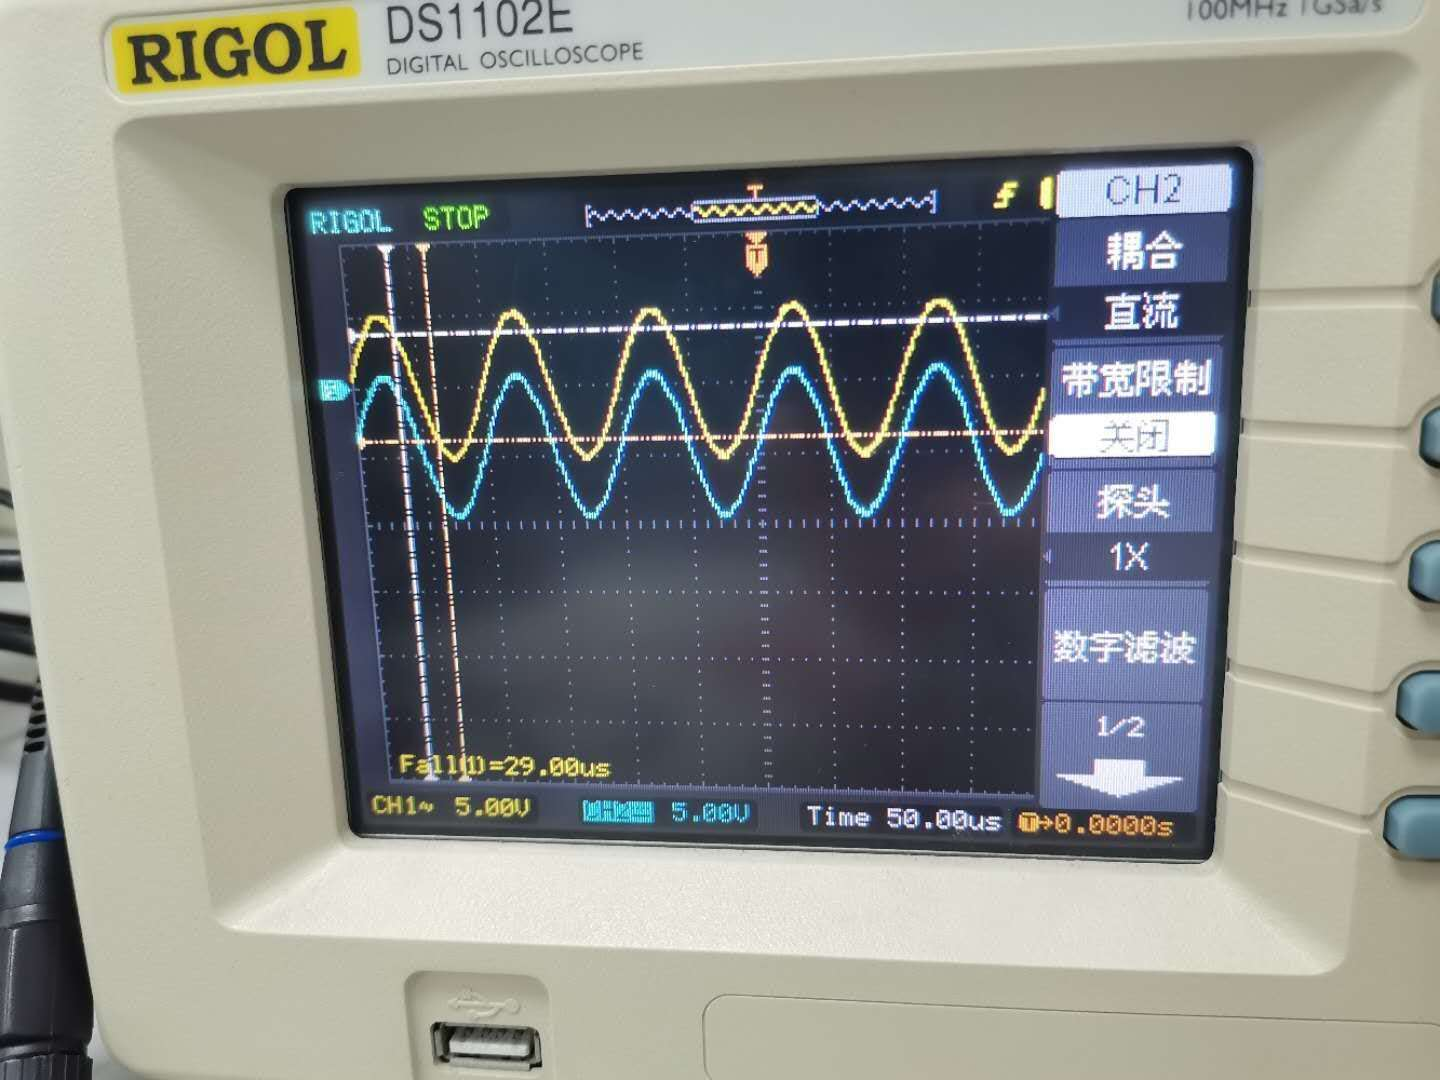 RIGOL DS1102E
DIGITAL OSCILLOSCOPE
100MHz 1GSa/s
RIGOL STOP
T
T
CH2
耦合
直流
带宽限制
关闭
探头
1X
数字滤波
1/2
Fall(1)=29.00us
CH1~ 5.00V
5.00V
Time 50.00us
T→0.0000s